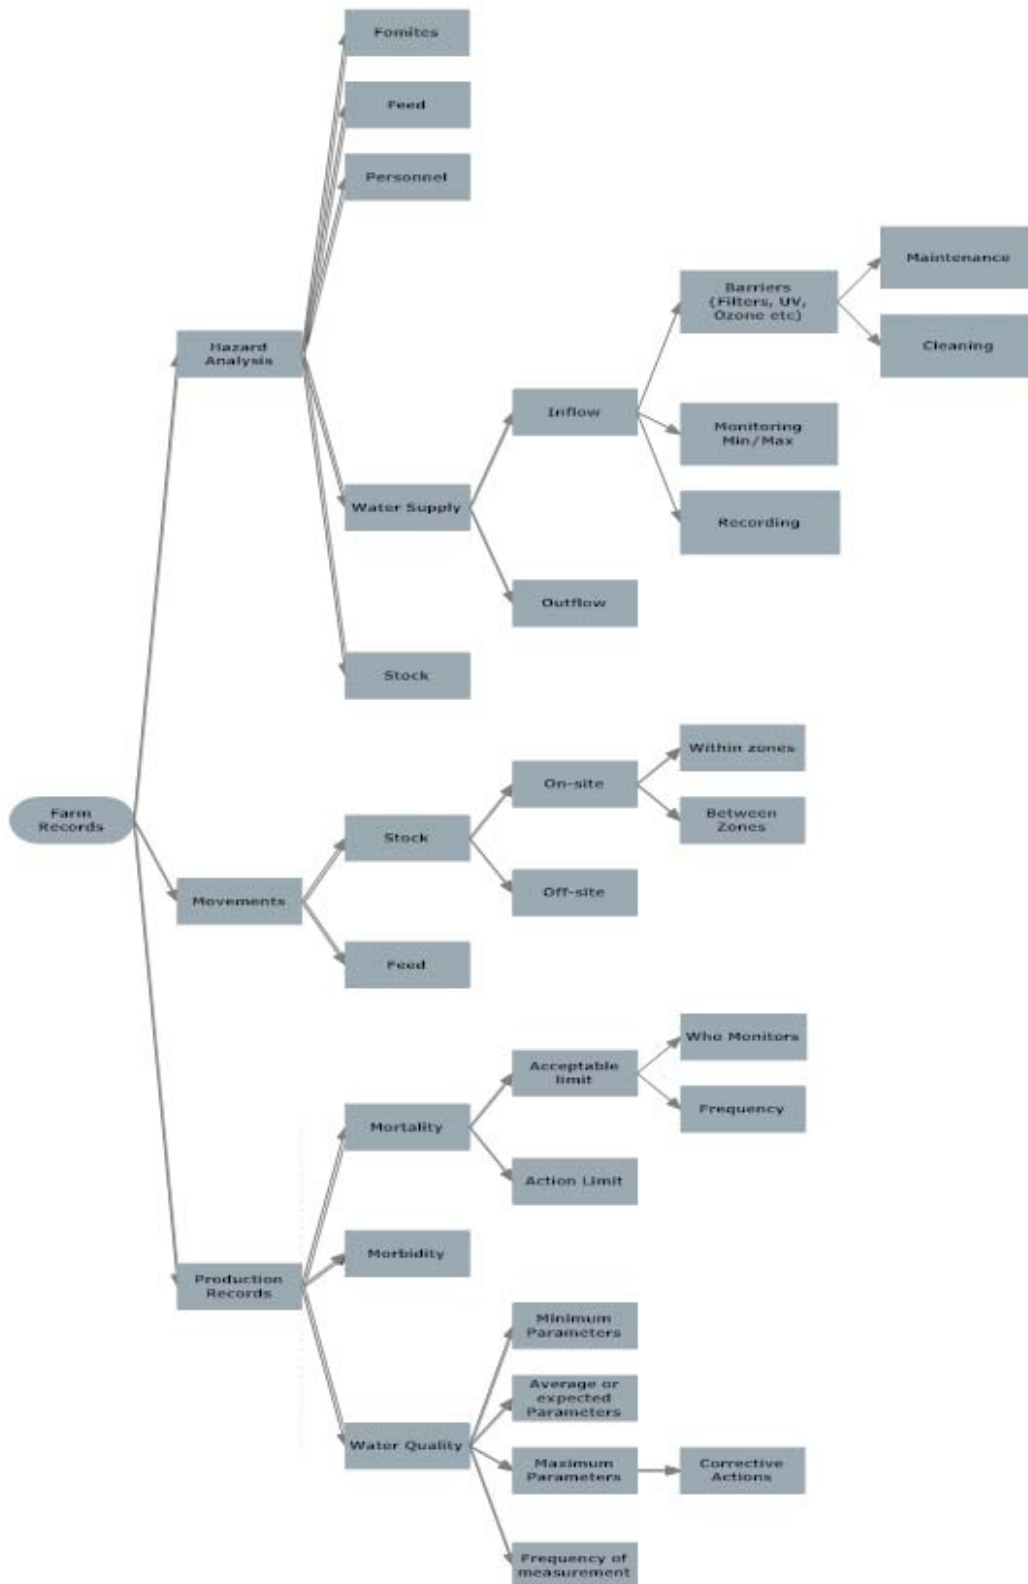 Fomites
Feed
Personnel
Maintenance
Barriers
(Filters, UV,
Ozone etc)
Cleaning
Hazard
Analysis
Inflow
Monitoring
Min/Max
Water Supply
Recording
Outflow
Stock
Within zones
On-site
Between
Zones
Farm
Records
Stock
Movements
Off-site
Feed
Who Monitors
Acceptable
limit
Frequency
Mortality
Action Limit
Morbidity
Production
Records
Minimum
Parameters
Average or
expected
Parameters
Water Quality
Maximum
Parameters
Corrective
Actions
Frequency of
measurement